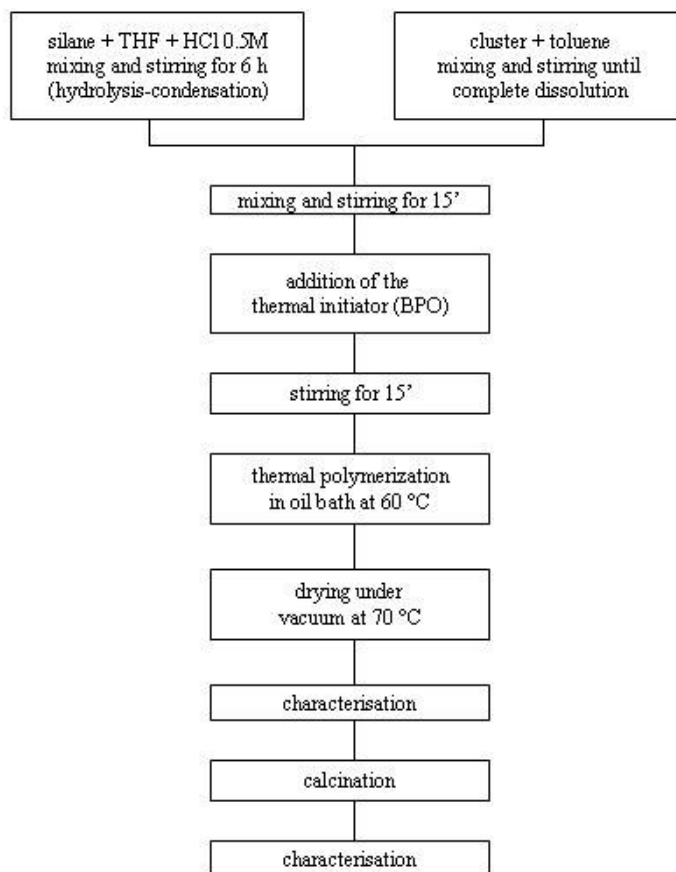 silane + THF + HCl 0.5M
mixing and stirring for 6 h
(hydrolysis-condensation)
cluster + toluene
mixing and stirring until
complete dissolution
mixing and stirring for 15’
addition of the
thermal initiator (BPO)
stirring for 15’
thermal polymerization
in oil bath at 60 °C
drying under
vacuum at 70 °C
characterisation
calcination
characterisation